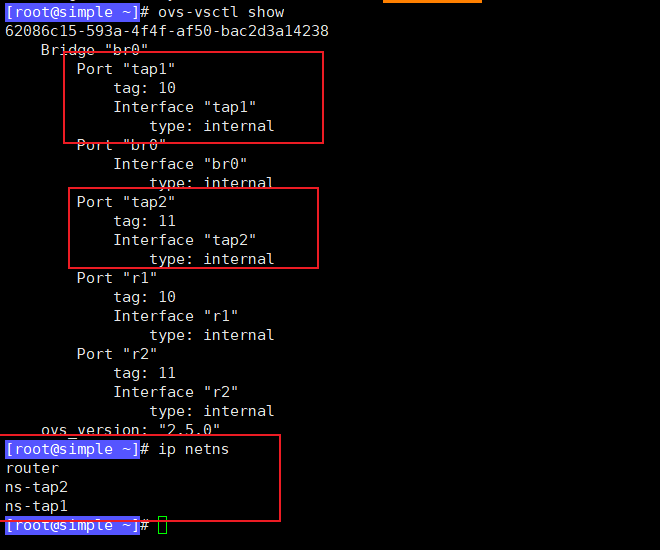 [root@simple ~]# ovs-vsctl show
62086c15-593a-4f4f-af50-bac2d3a14238
    Bridge "br0"
        Port "tap1"
            tag: 10
            Interface "tap1"
                type: internal
        Port "br0"
            Interface "br0"
                type: internal
        Port "tap2"
            tag: 11
            Interface "tap2"
                type: internal
        Port "r1"
            tag: 10
            Interface "r1"
                type: internal
        Port "r2"
            tag: 11
            Interface "r2"
                type: internal
    ovs_version: "2.5.0"
[root@simple ~]# ip netns
router
ns-tap2
ns-tap1
[root@simple ~]#